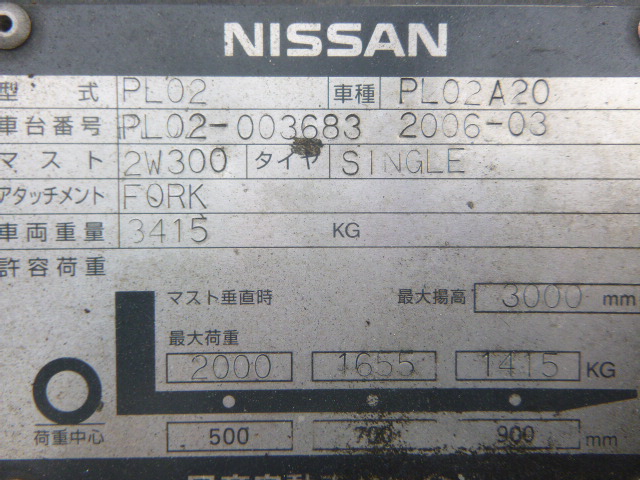 NISSAN
型 式 PL02 車種 PL02A20
車台番号 PL02-003683 2006-03
マスト 2W300 タイヤ SINGLE
アタッチメント FORK
車両重量 3415 KG
許容荷重
マスト垂直時 最大揚高 3000 mm
最大荷重
2000 1655 1415 KG
荷重中心 500 700 900 mm